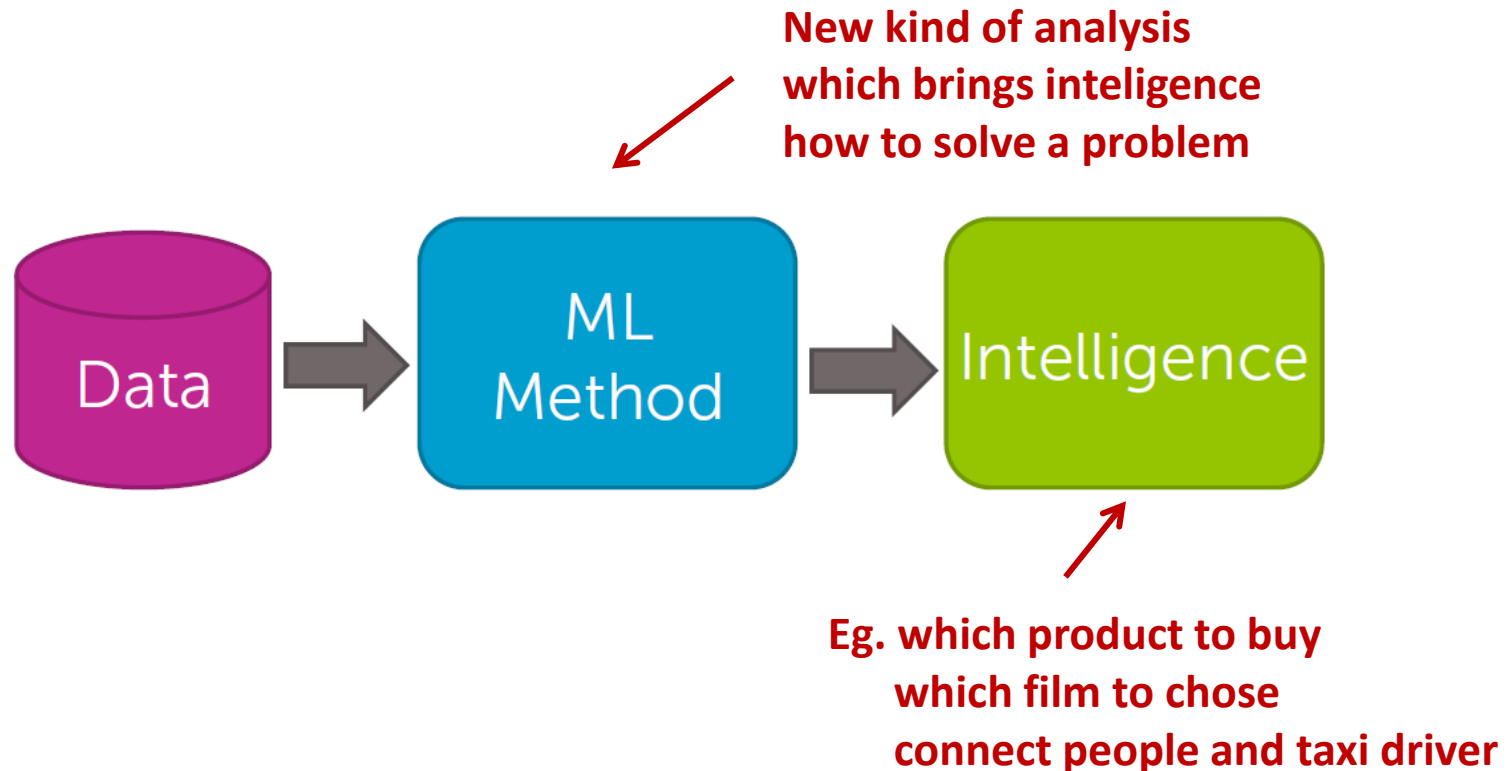 New kind of analysis
which brings inteligence
how to solve a problem
Data
ML
Method
Intelligence
Eg. which product to buy
which film to chose
connect people and taxi driver